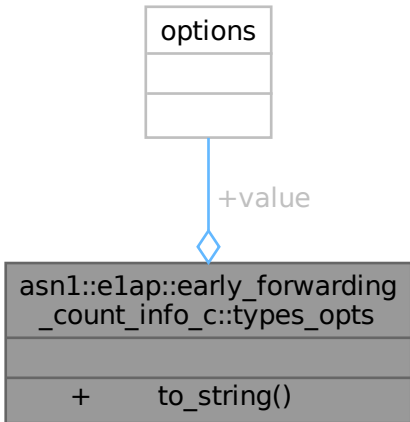 options
+value
asn1::e1ap::early_forwarding
_count_info_c::types_opts
+ to_string()